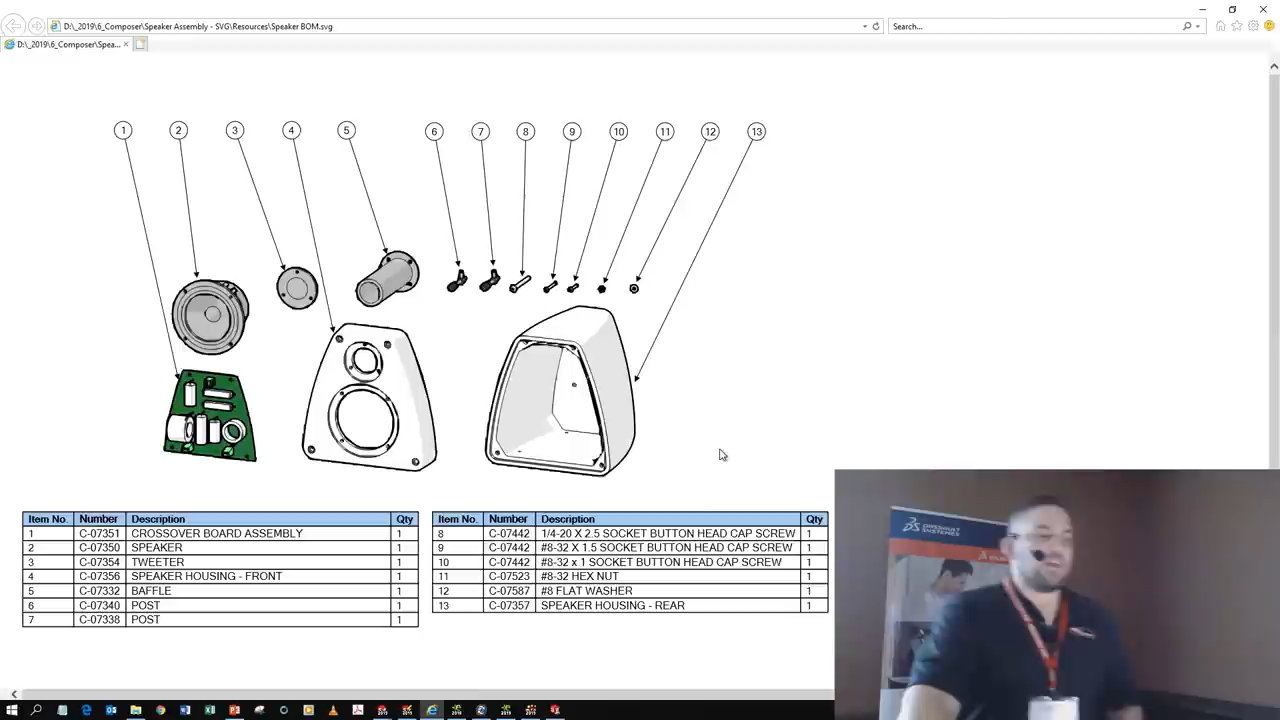 D:\_2019\6_Composer\Speaker Assembly - SVG\Resources\Speaker BOM.svg
Search...
D:\_2019\6_Composer\Spea...
1 2 3 4 5 6 7 8 9 10 11 12 13
Item No. Number Description Qty
1 C-07351 CROSSOVER BOARD ASSEMBLY 1
2 C-07350 SPEAKER 1
3 C-07354 TWEETER 1
4 C-07356 SPEAKER HOUSING - FRONT 1
5 C-07332 BAFFLE 1
6 C-07340 POST 1
7 C-07338 POST 1
Item No. Number Description Qty
8 C-07442 1/4-20 X 2.5 SOCKET BUTTON HEAD CAP SCREW 1
9 C-07442 #8-32 X 1.5 SOCKET BUTTON HEAD CAP SCREW 1
10 C-07442 #8-32 x 1 SOCKET BUTTON HEAD CAP SCREW 1
11 C-07523 #8-32 HEX NUT 1
12 C-07587 #8 FLAT WASHER 1
13 C-07357 SPEAKER HOUSING - REAR 1
DASSAULT
SYSTEMES